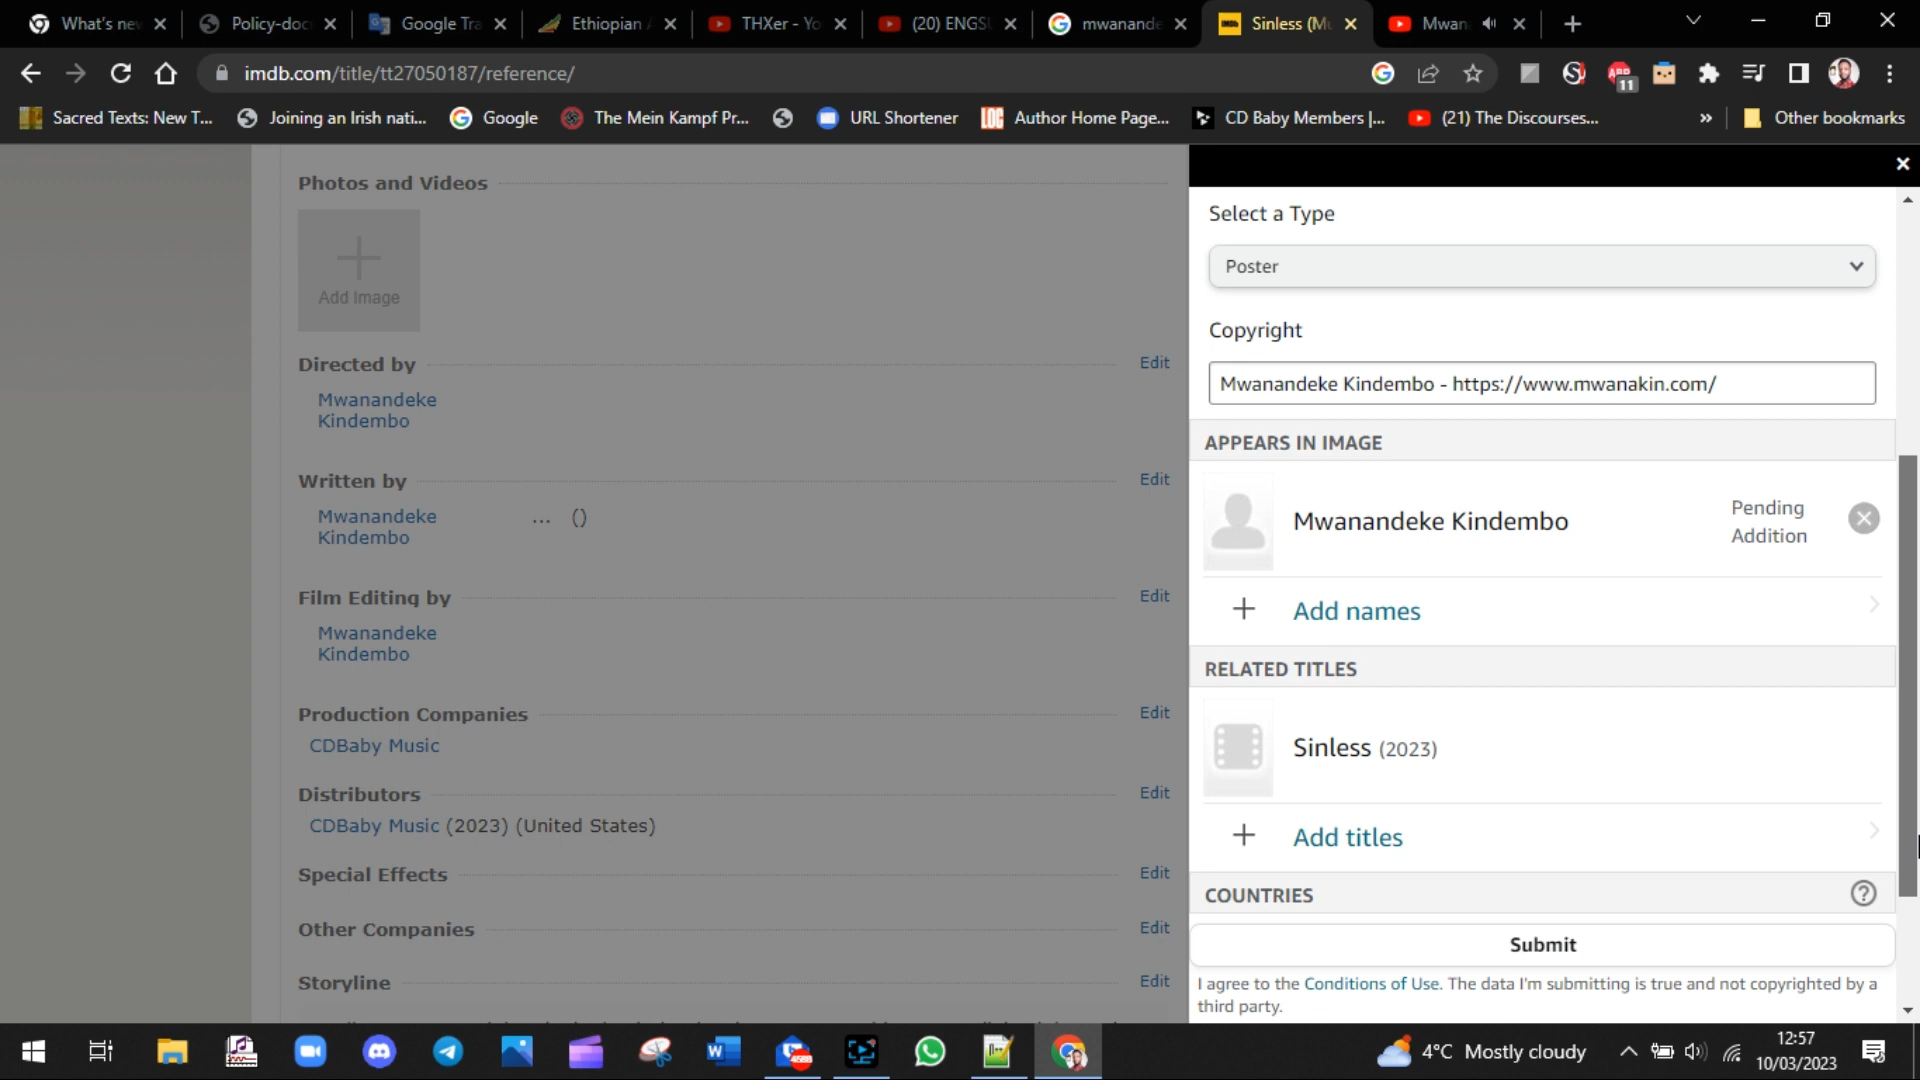 What's nev
Policy-doc
Google Tra
Ethiopian A
THXer - Yo
(20) ENGSU
mwanande
Sinless (Mu
Mwan
imdb.com/title/tt27050187/reference/
11
Sacred Texts: New T...
Joining an Irish nati...
Google
The Mein Kampf Pr...
URL Shortener
Author Home Page...
CD Baby Members |...
(21) The Discourses...
»
Other bookmarks
Photos and Videos
Add Image
Directed by
Edit
Mwanandeke
Kindembo
Written by
Edit
Mwanandeke ... ()
Kindembo
Film Editing by
Edit
Mwanandeke
Kindembo
Production Companies
Edit
CDBaby Music
Distributors
Edit
CDBaby Music (2023) (United States)
Special Effects
Edit
Other Companies
Edit
Storyline
Edit
Select a Type
Poster
Copyright
Mwanandeke Kindembo - https://www.mwanakin.com/
APPEARS IN IMAGE
Mwanandeke Kindembo
Pending
Addition
Add names
RELATED TITLES
Sinless (2023)
Add titles
COUNTRIES
Submit
I agree to the Conditions of Use. The data I'm submitting is true and not copyrighted by a
third party.
4°C Mostly cloudy
12:57
10/03/2023